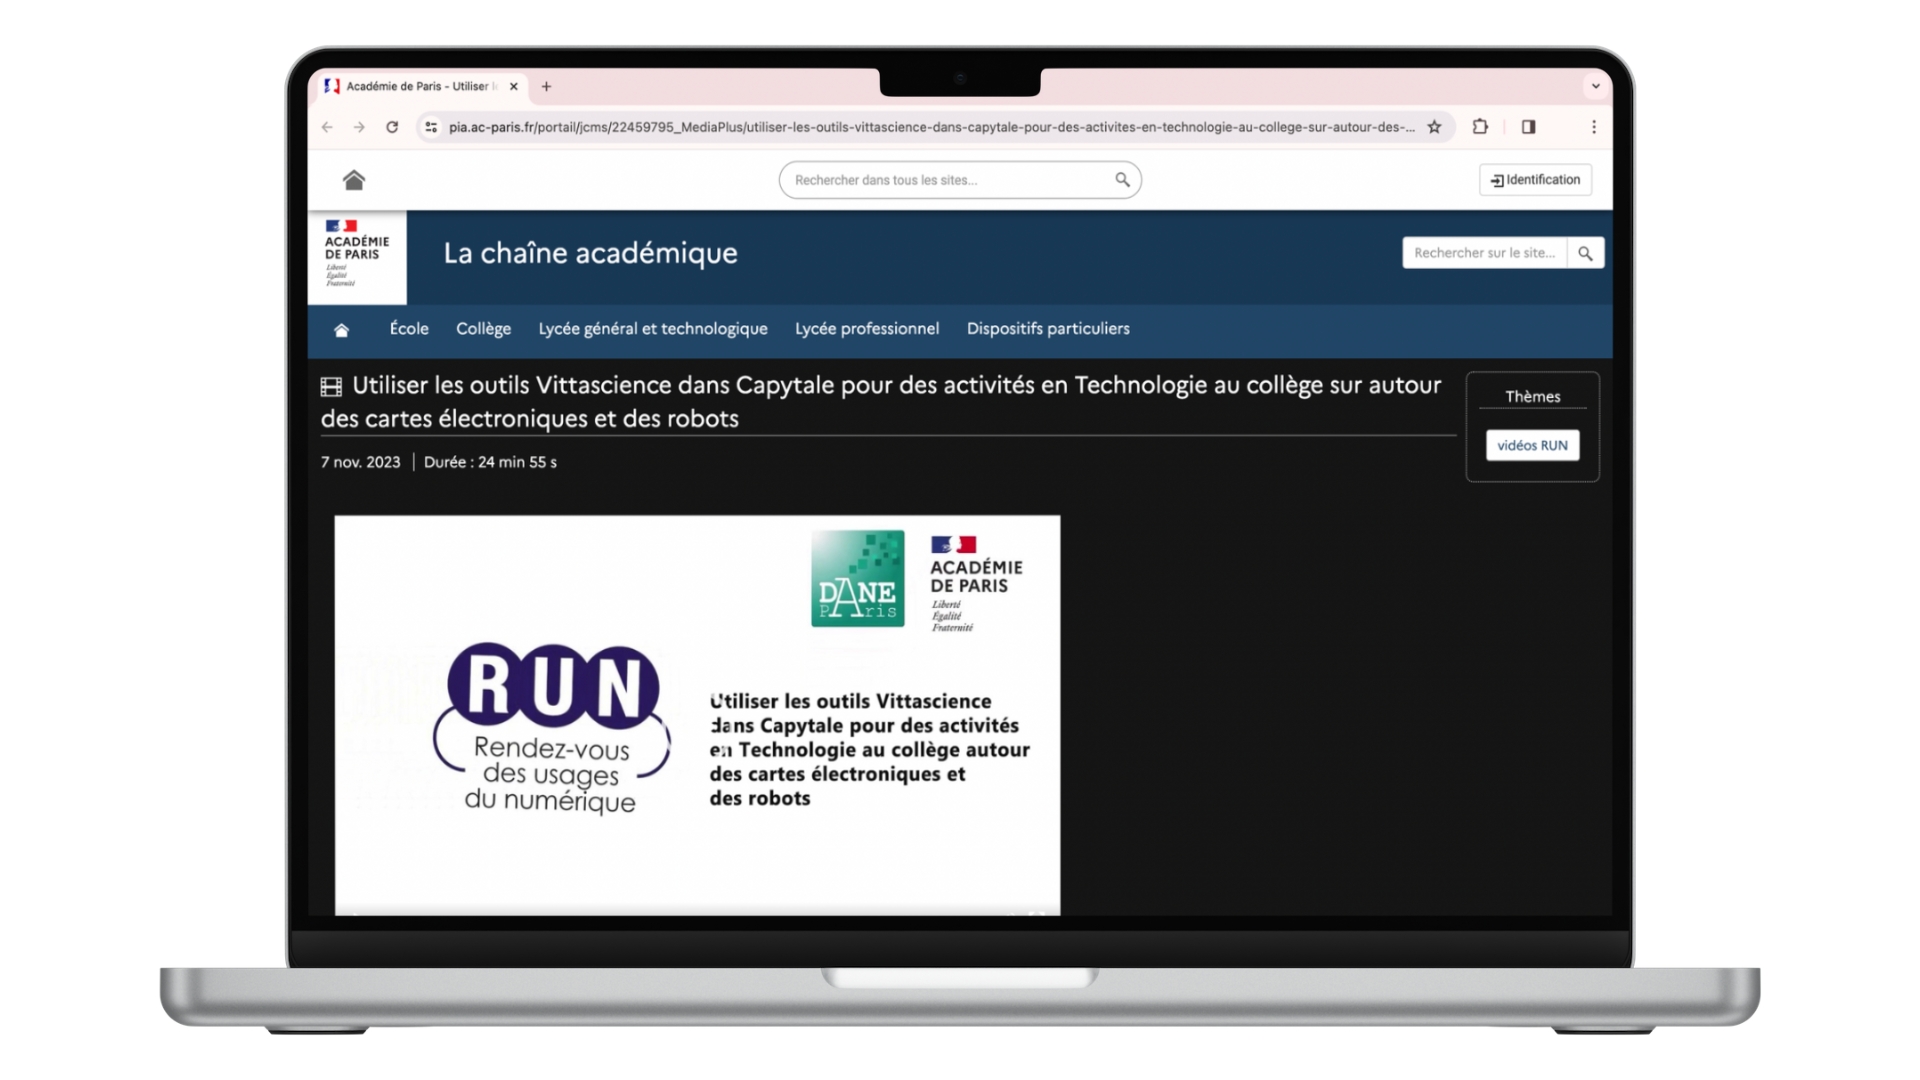 Académie de Paris - Utiliser
pia.ac-paris.fr/portail/jcms/22459795_MediaPlus/utiliser-les-outils-vittascience-dans-capytale-pour-des-activites-en-technologie-au-college-sur-autour-des-...
Rechercher dans tous les sites...
Identification
ACADÉMIE
DE PARIS
Liberté
Égalité
Fraternité
La chaîne académique
Rechercher sur le site...
École Collège Lycée général et technologique Lycée professionnel Dispositifs particuliers
Utiliser les outils Vittascience dans Capytale pour des activités en Technologie au collège sur autour
des cartes électroniques et des robots
7 nov. 2023 | Durée : 24 min 55 s
Thèmes
vidéos RUN
DANE
PAris
ACADÉMIE
DE PARIS
Liberté
Égalité
Fraternité
RUN
Rendez-vous
des usages
du numérique
Utiliser les outils Vittascience
dans Capytale pour des activités
en Technologie au collège autour
des cartes électroniques et
des robots